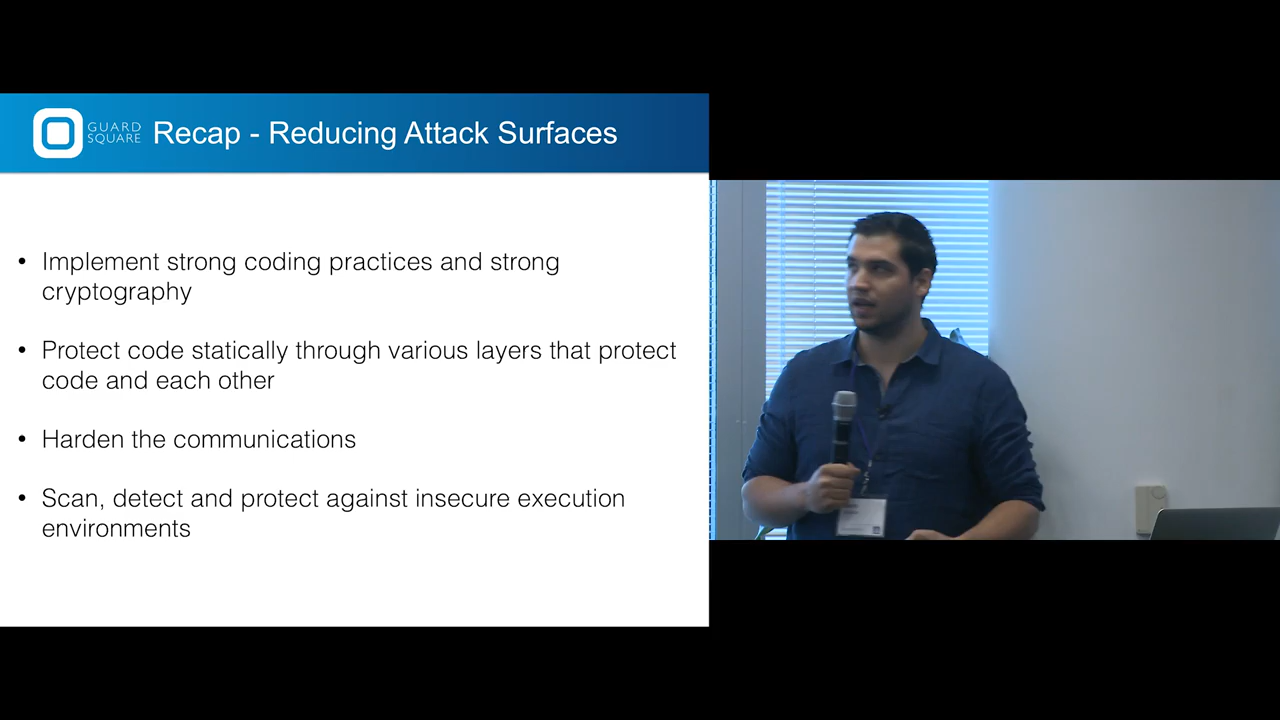 GUARD
SQUARE
Recap - Reducing Attack Surfaces
• Implement strong coding practices and strong
cryptography
• Protect code statically through various layers that protect
code and each other
• Harden the communications
• Scan, detect and protect against insecure execution
environments